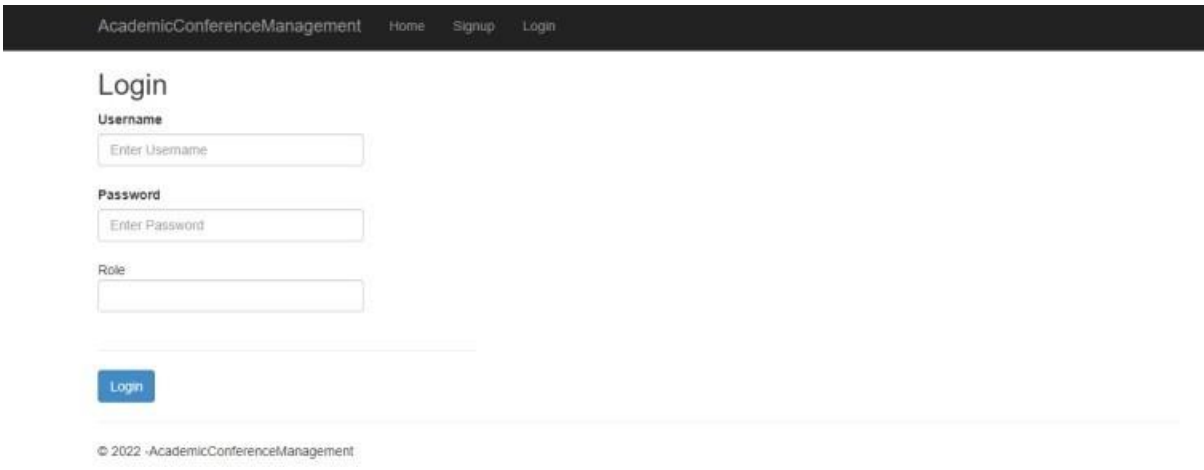 AcademicConferenceManagement Home Signup Login
Login
Username
Enter Username
Password
Enter Password
Role
Login
© 2022 -AcademicConferenceManagement